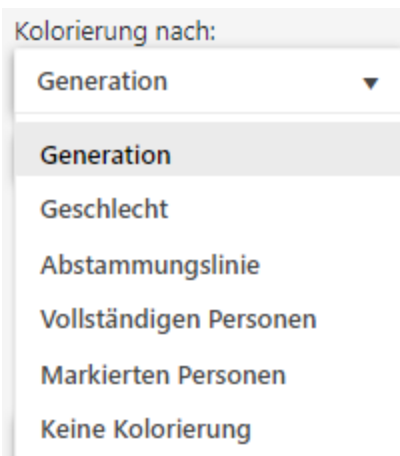 Kolorierung nach:
Generation
Generation
Geschlecht
Abstammungslinie
Vollständigen Personen
Markierten Personen
Keine Kolorierung